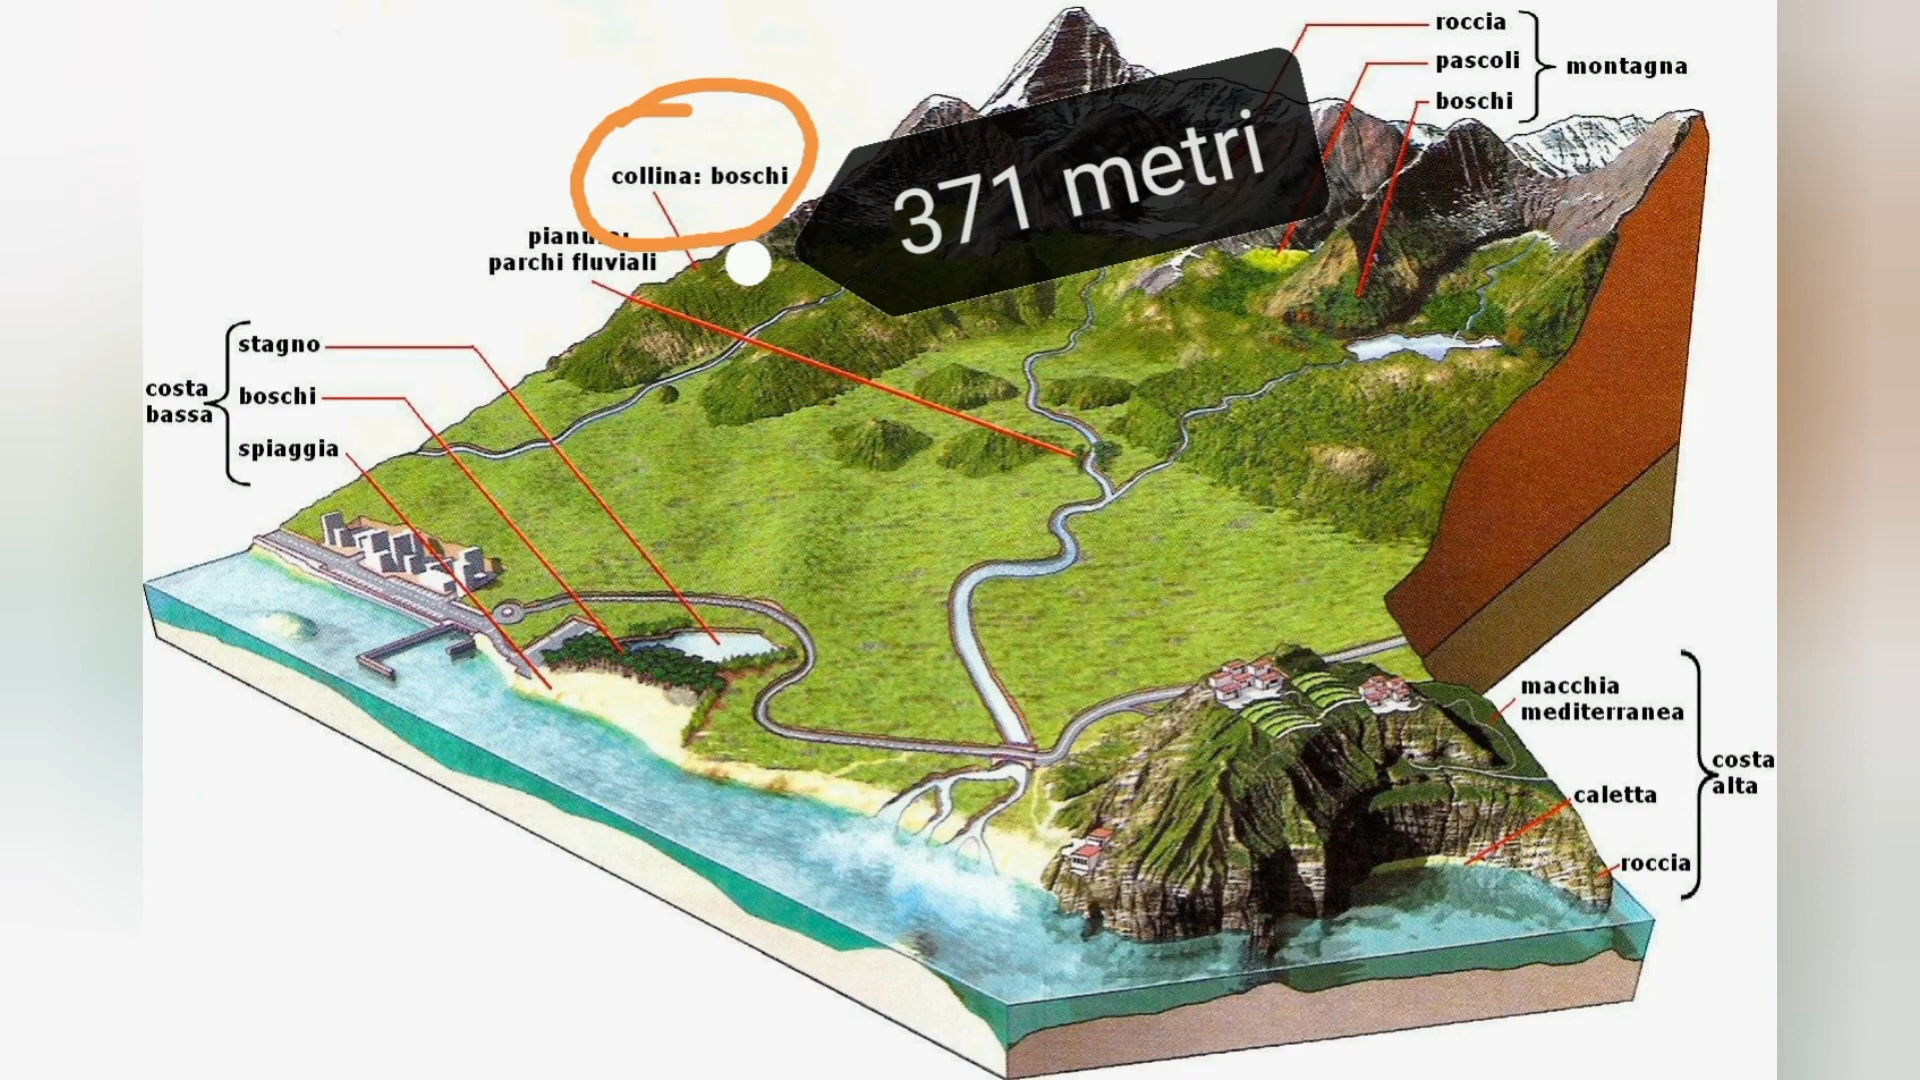 roccia
pascoli
boschi
montagna
371 metri
collina: boschi
pianura:
parchi fluviali
stagno
boschi
spiaggia
costa
bassa
macchia
mediterranea
caletta
roccia
costa
alta